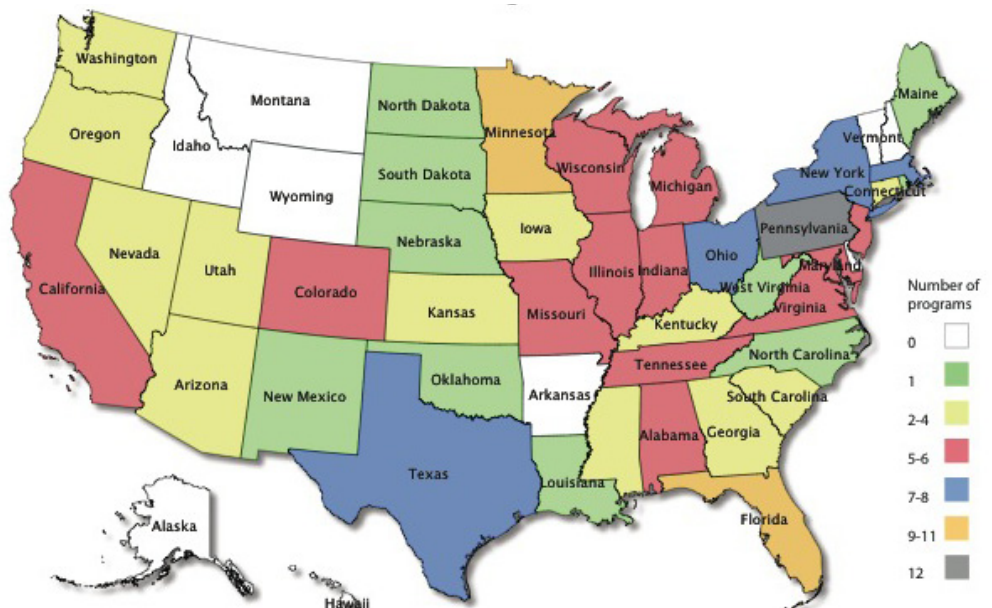 Washington
Montana
North Dakota
Minnesota
Maine
Oregon
Idaho
Vermont
South Dakota
Wisconsin
Michigan
New York
Connecticut
Wyoming
Nebraska
Iowa
Pennsylvania
Nevada
Utah
Ohio
Illinois
Indiana
Maryland
California
Colorado
Kansas
Missouri
West Virginia
Virginia
Kentucky
Tennessee
North Carolina
Arizona
New Mexico
Oklahoma
Arkansas
South Carolina
Alabama
Georgia
Texas
Louisiana
Florida
Alaska
Hawaii
Number of
programs
0
1
2-4
5-6
7-8
9-11
12